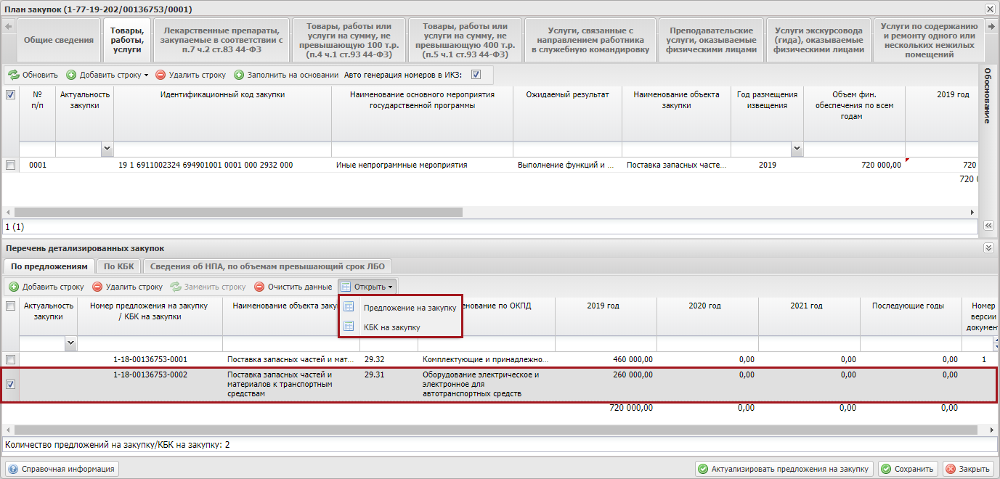 План закупок (1-77-19-202/00136753/0001)
Общие сведения
Товары,
работы,
услуги
Лекарственные препараты,
закупаемые в соответствии с
п.7 ч.2 ст.83 44-ФЗ
Товары, работы или
услуги на сумму, не
превышающую 100 т.р.
(п.4 ч.1 ст.93 44-ФЗ)
Товары, работы или
услуги на сумму, не
превышающую 400 т.р.
(п.5 ч.1 ст.93 44-ФЗ)
Услуги, связанные с
направлением работника
в служебную командировку
Преподавательские
услуги, оказываемые
физическими лицами
Услуги экскурсовода
(гида), оказываемые
физическими лицами
Услуги по содержанию
и ремонту одного или
нескольких нежилых
помещений
Обновить Добавить строку Удалить строку Заполнить на основании Авто генерация номеров в ИКЗ:
Обоснование
№
п/п
Актуальность
закупки
Идентификационный код закупки
Наименование основного мероприятия
государственной программы
Ожидаемый результат
Наименование объекта
закупки
Год размещения
извещения
Объем фин.
обеспечения по всем
годам
2019 год
0001 19 1 6911002324 694901001 0001 000 2932 000 Иные непрограммные мероприятия Выполнение функций и ... Поставка запасных часте... 2019 720 000,00 720
720
1 (1)
Перечень детализированных закупок
По предложениям По КБК Сведения об НПА, по объемам превышающий срок ЛБО
Добавить строку Удалить строку Заменить строку Очистить данные Открыть
Предложение на закупку
КБК на закупку
Актуальность
закупки
Номер предложения на закупку
/ КБК на закупки
Наименование объекта заку
енование по ОКПД
2019 год
2020 год
2021 год
Последующие годы
Номер
версии
докумен
1-18-00136753-0001 Поставка запасных частей и мат... 29.32 Комплектующие и принадлежно... 460 000,00 0,00 0,00 0,00 1
1-18-00136753-0002 Поставка запасных частей и
материалов к транспортным
средствам
29.31 Оборудование электрическое и
электронное для
автотранспортных средств
260 000,00 0,00 0,00 0,00
720 000,00 0,00 0,00 0,00
Количество предложений на закупку/КБК на закупку: 2
Справочная информация Актуализировать предложения на закупку Сохранить Закрыть